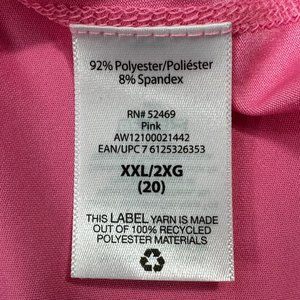 92% Polyester/Poliéster
8% Spandex
RN# 52469
Pink
AW12100021442
EAN/UPC 7 6125326353
XXL/2XG
(20)
THIS LABEL YARN IS MADE
OUT OF 100% RECYCLED
POLYESTER MATERIALS